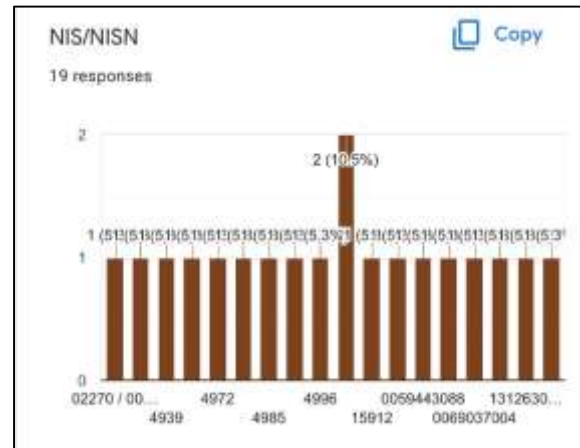 NIS/NISN
Copy
19 responses
2
2 (10.5%)
1
0
02270 / 00.... 4972 4996 0059443088 1312630...
4939 4985 15912 0069037004